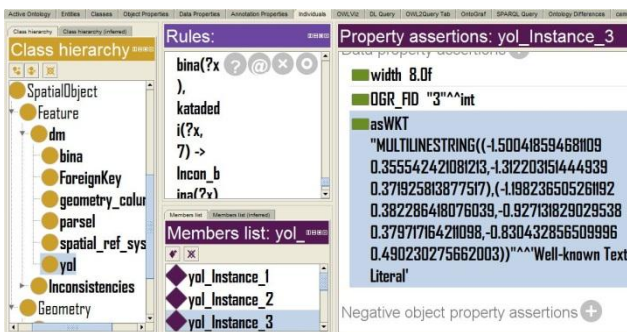 Active Ontology Entities Classes Object Properties Data Properties Annotation Properties Individuals OWLViz DL Query OWL2Query Tab OntoGraf SPARQL Query Ontology Differences
Class hierarchy Class hierarchy (inferred)
Class hierarchy
SpatialObject
Feature
dm
bina
ForeignKey
geometry_colur
parsel
spatial_ref_sys
yol
Inconsistencies
Geometry
Rules:
bina(?x
),
kataded
i(?x,
7) ->
Incon_b
ina(?x)
Members list Members list (inferred)
Members list: yol_
yol_Instance_1
yol_Instance_2
yol_Instance_3
Property assertions: yol_Instance_3
Data property assertions
width 8.0f
OGR_FID "3"^^int
asWKT
"MULTILINESTRING((-1.500418594681109
0.355542421081213,-1.312203151444939
0.371925813877517),(-1.198236505261192
0.382286418076039,-0.927131829029538
0.379717164211098,-0.830432856509996
0.490230275662003))"^^'Well-known Text
Literal'
Negative object property assertions